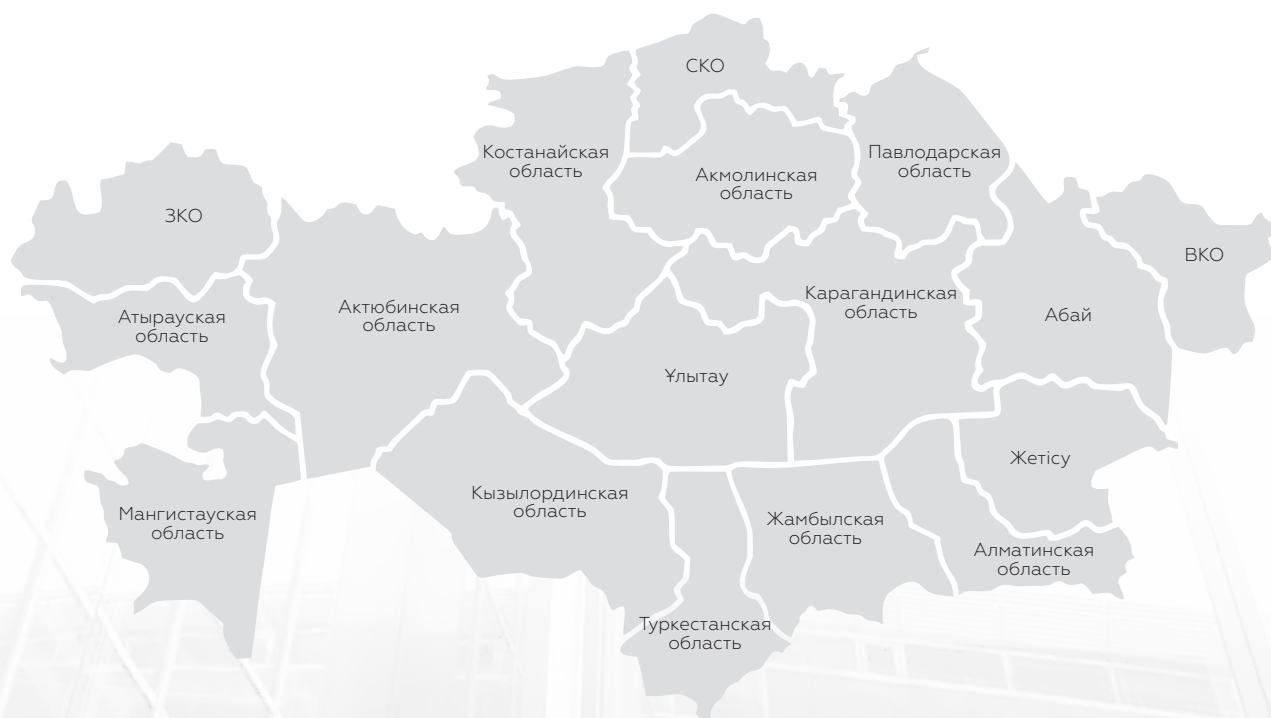 СКО
Костанайская
область
Павлодарская
область
Акмолинская
область
ЗКО
ВКО
Карагандинская
область
Актюбинская
область
Атырауская
область
Абай
Ұлытау
Жетісу
Кызылординская
область
Мангистауская
область
Жамбылская
область
Алматинская
область
Туркестанская
область